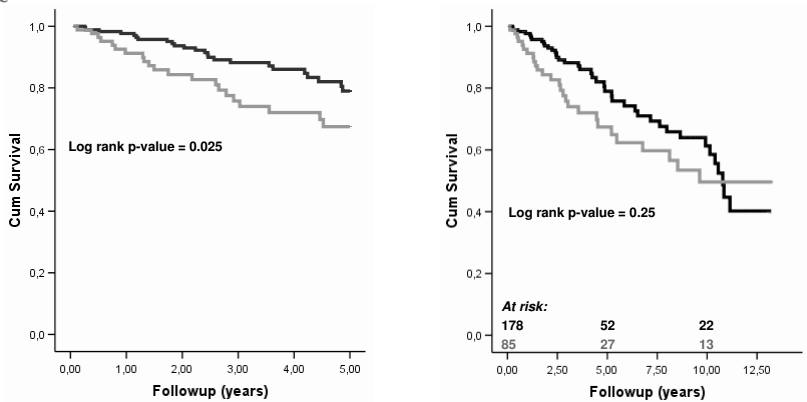 1,0
0,8
0,6
0,4
0,2
0,0
Cum Survival
Log rank p-value = 0.025
0,00 1,00 2,00 3,00 4,00 5,00
Followup (years)
1,0
0,8
0,6
0,4
0,2
0,0
Cum Survival
Log rank p-value = 0.25
At risk:
178 52 22
85 27 13
0,00 2,50 5,00 7,50 10,00 12,50
Followup (years)